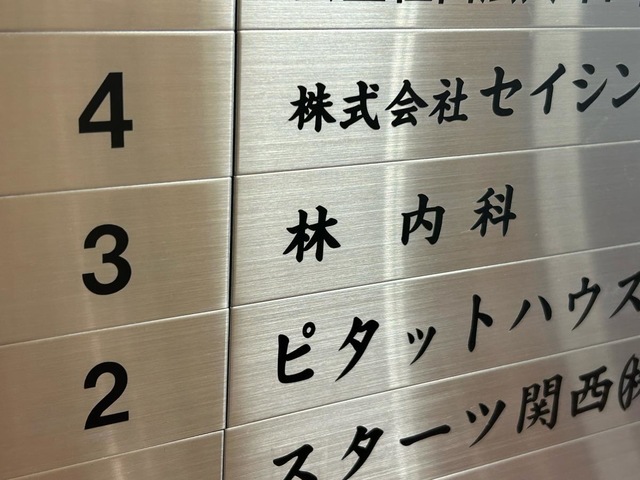 4 株式会社セイシン
3 林 内科
2 ピタットハウス
スターツ関西㈱